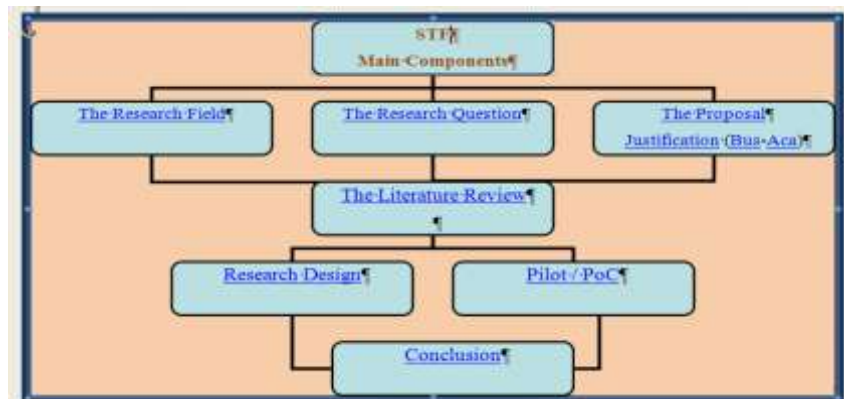 STF
Main Components
The Research Field
The Research Question
The Proposal
Justification (Bus-Aca)
The Literature Review
Research Design
Pilot / PoC
Conclusion